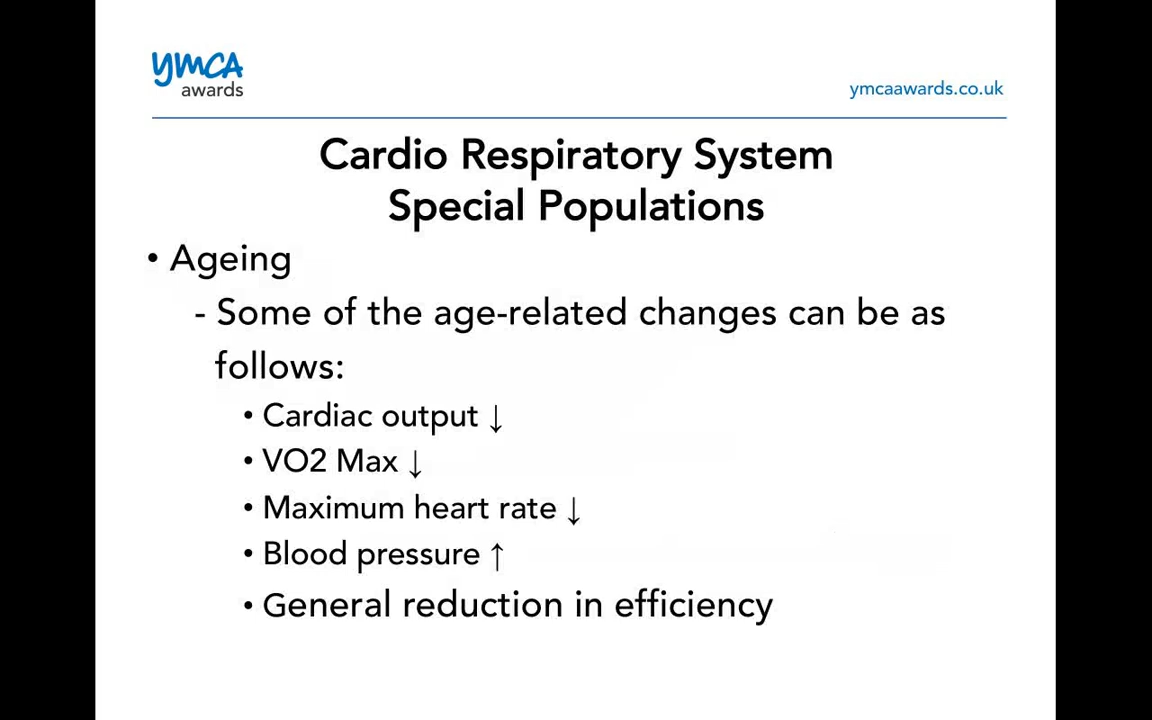 ymca
awards
ymcaawards.co.uk
Cardio Respiratory System
Special Populations
• Ageing
- Some of the age-related changes can be as
follows:
• Cardiac output ↓
• VO2 Max ↓
• Maximum heart rate ↓
• Blood pressure ↑
• General reduction in efficiency